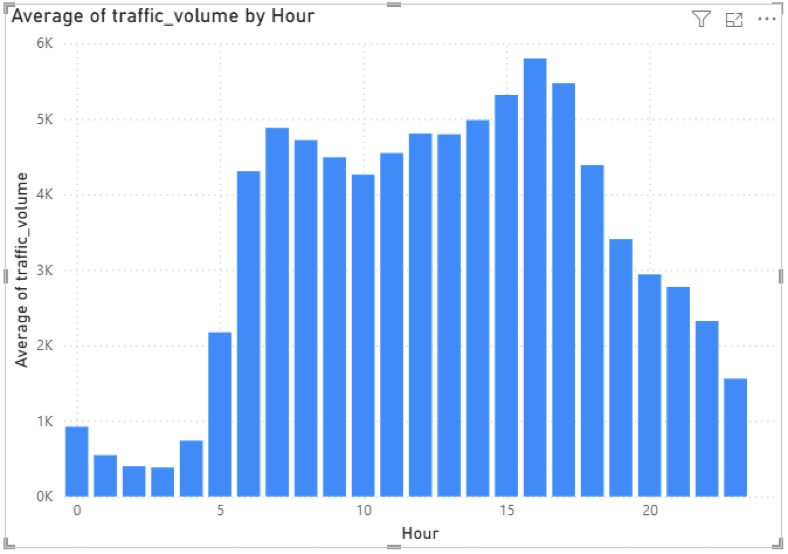 Average of traffic_volume by Hour
6K
5K
4K
3K
2K
1K
0K
Average of traffic_volume
0 5 10 15 20
Hour